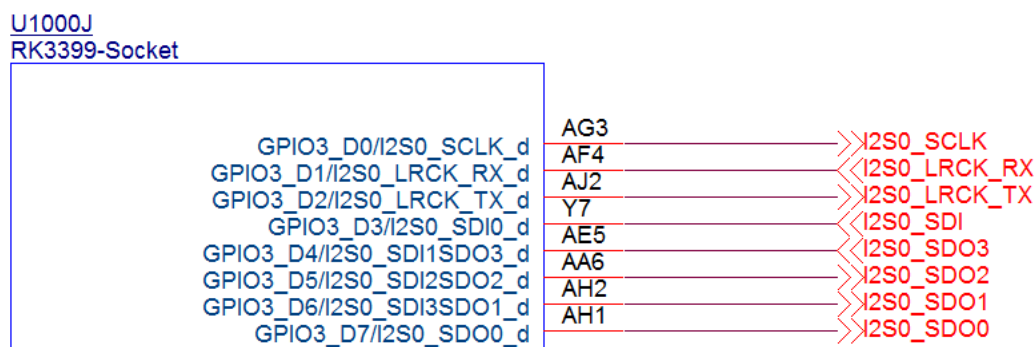 U1000J
RK3399-Socket
GPIO3_D0/I2S0_SCLK_d AG3 I2S0_SCLK
GPIO3_D1/I2S0_LRCK_RX_d AF4 I2S0_LRCK_RX
GPIO3_D2/I2S0_LRCK_TX_d AJ2 I2S0_LRCK_TX
GPIO3_D3/I2S0_SDI0_d Y7 I2S0_SDI
GPIO3_D4/I2S0_SDI1SDO3_d AE5 I2S0_SDO3
GPIO3_D5/I2S0_SDI2SDO2_d AA6 I2S0_SDO2
GPIO3_D6/I2S0_SDI3SDO1_d AH2 I2S0_SDO1
GPIO3_D7/I2S0_SDO0_d AH1 I2S0_SDO0